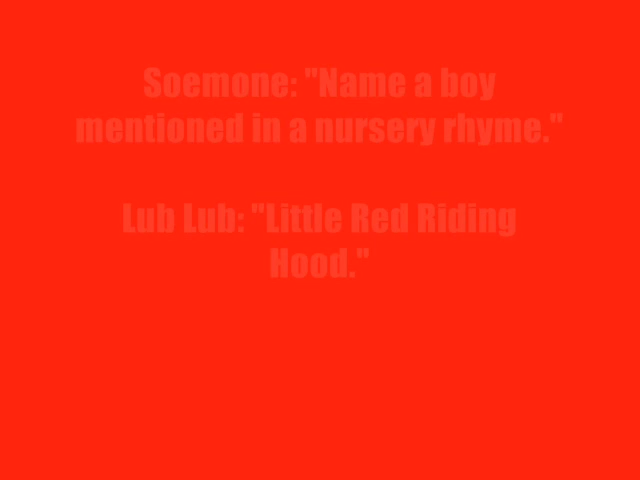 Soemone: "Name a boy
mentioned in a nursery rhyme."
Lub Lub: "Little Red Riding
Hood."